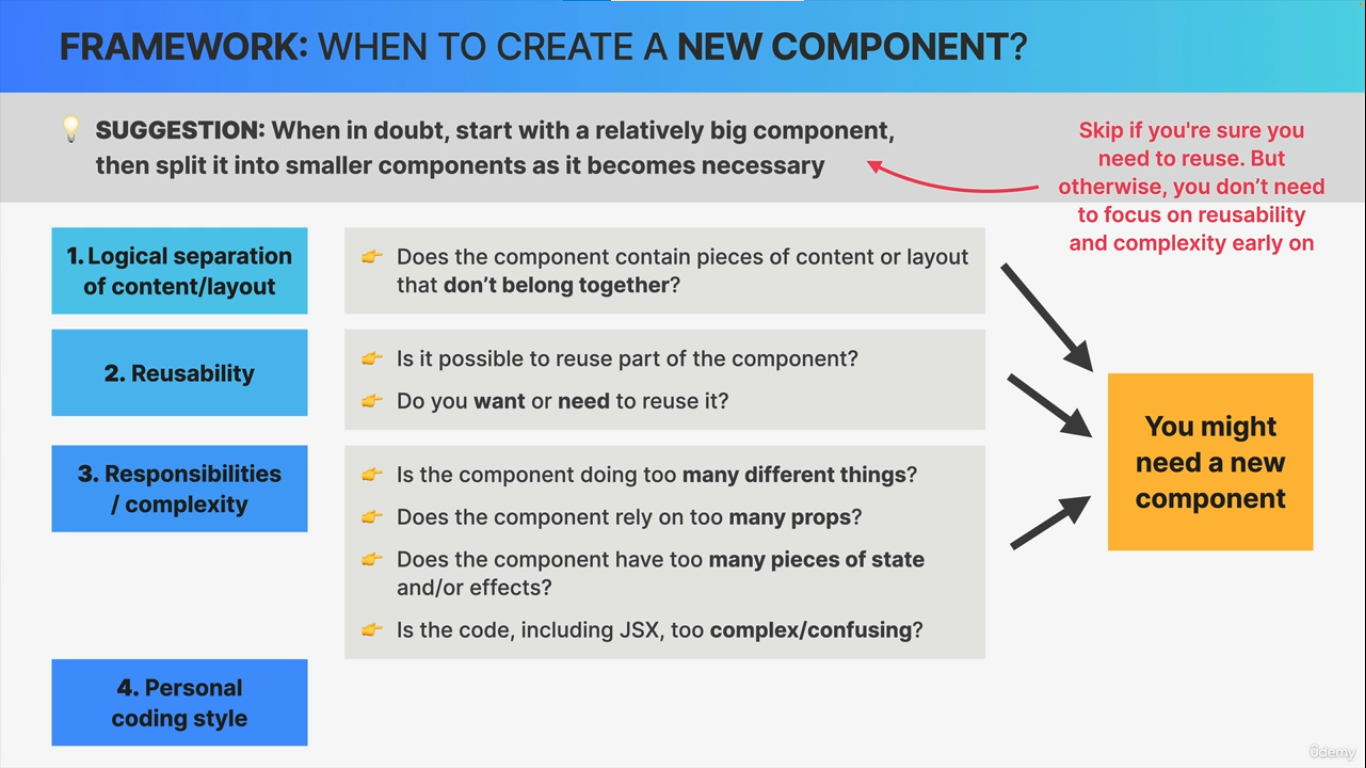 FRAMEWORK: WHEN TO CREATE A NEW COMPONENT?
SUGGESTION: When in doubt, start with a relatively big component,
then split it into smaller components as it becomes necessary
Skip if you're sure you
need to reuse. But
otherwise, you don’t need
to focus on reusability
and complexity early on
1. Logical separation
of content/layout
Does the component contain pieces of content or layout
that don’t belong together?
2. Reusability
Is it possible to reuse part of the component?
Do you want or need to reuse it?
3. Responsibilities
/ complexity
Is the component doing too many different things?
Does the component rely on too many props?
Does the component have too many pieces of state
and/or effects?
Is the code, including JSX, too complex/confusing?
4. Personal
coding style
You might
need a new
component
ûdemy